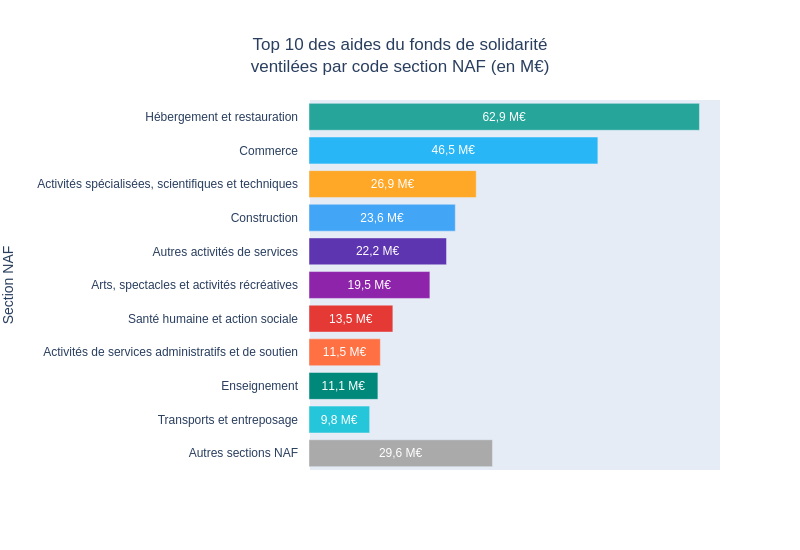 Top 10 des aides du fonds de solidarité
ventilées par code section NAF (en M€)
Section NAF
Hébergement et restauration 62,9 M€
Commerce 46,5 M€
Activités spécialisées, scientifiques et techniques 26,9 M€
Construction 23,6 M€
Autres activités de services 22,2 M€
Arts, spectacles et activités récréatives 19,5 M€
Santé humaine et action sociale 13,5 M€
Activités de services administratifs et de soutien 11,5 M€
Enseignement 11,1 M€
Transports et entreposage 9,8 M€
Autres sections NAF 29,6 M€